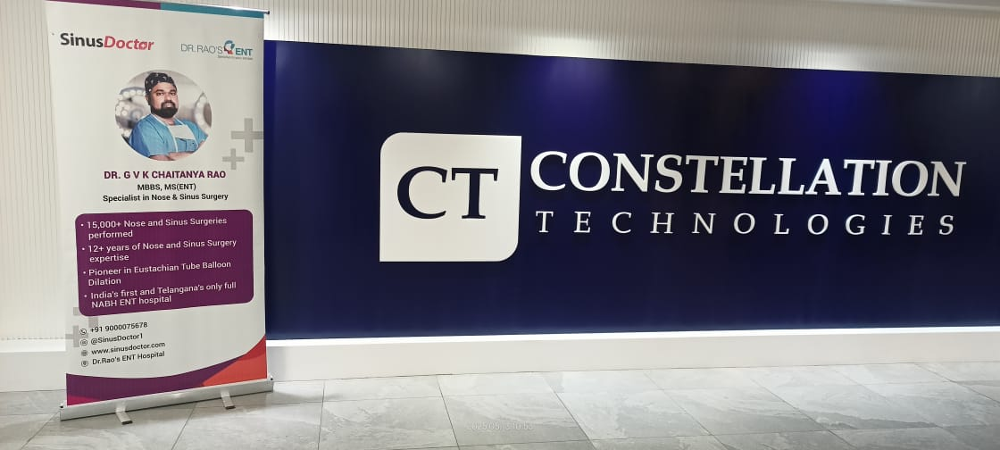 SinusDoctor
DR.RAO'S ENT
DR. G V K CHAITANYA RAO
MBBS, MS(ENT)
Specialist in Nose & Sinus Surgery
• 15,000+ Nose and Sinus Surgeries
performed
• 12+ years of Nose and Sinus Surgery
expertise
• Pioneer in Eustachian Tube Balloon
Dilation
• India's first and Telangana's only full
NABH ENT hospital
+91 9000075678
@SinusDoctor1
www.sinusdoctor.com
Dr.Rao's ENT Hospital
CT
CONSTELLATION
TECHNOLOGIES